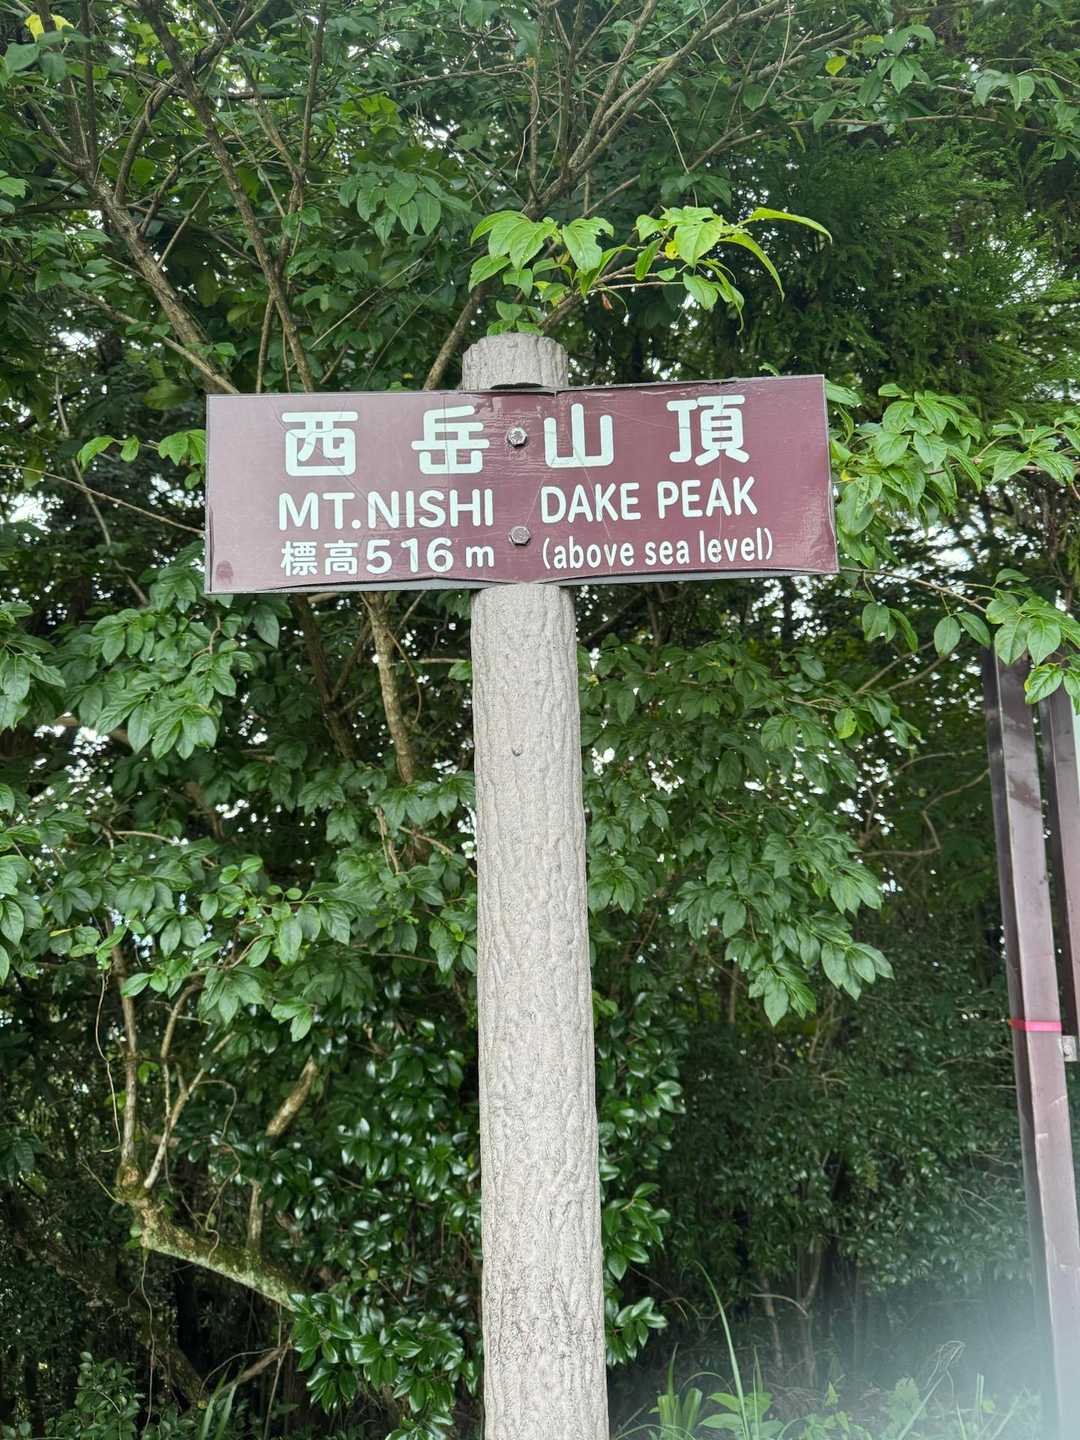 西岳山頂
MT.NISHI DAKE PEAK
標高516m (above sea level)